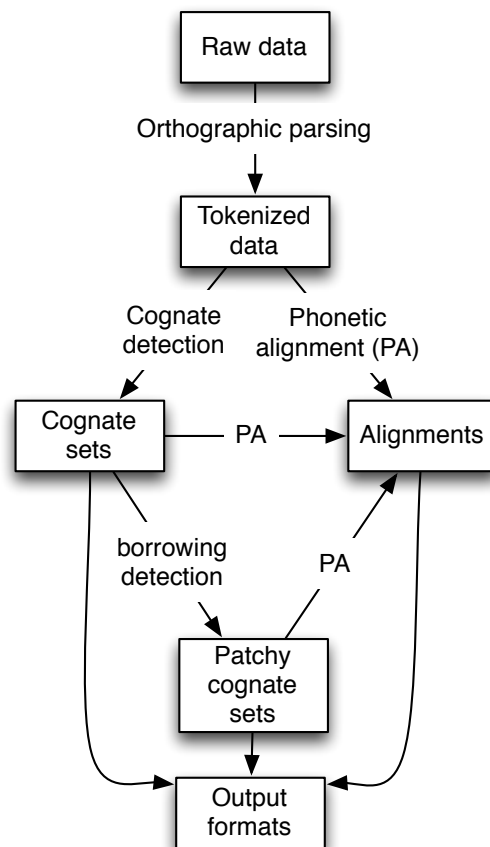 Raw data
Orthographic parsing
Tokenized
data
Cognate
detection
Phonetic
alignment (PA)
Cognate
sets
PA
Alignments
borrowing
detection
PA
Patchy
cognate
sets
Output
formats